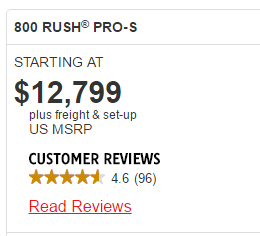 800 RUSH® PRO-S
STARTING AT
$12,799
plus freight & set-up
US MSRP
CUSTOMER REVIEWS
4.6 (96)
Read Reviews